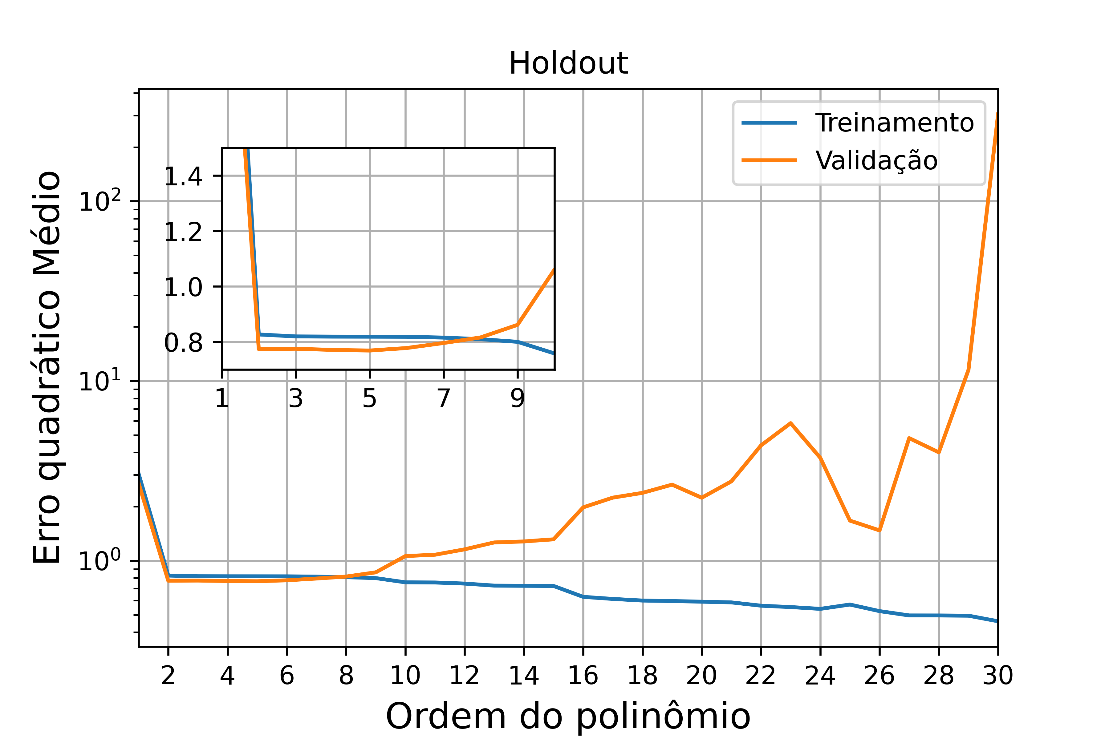 Holdout
Erro quadrático Médio
10²
10¹
10⁰
Treinamento
Validação
1.4
1.2
1.0
0.8
1 3 5 7 9
2 4 6 8 10 12 14 16 18 20 22 24 26 28 30
Ordem do polinômio